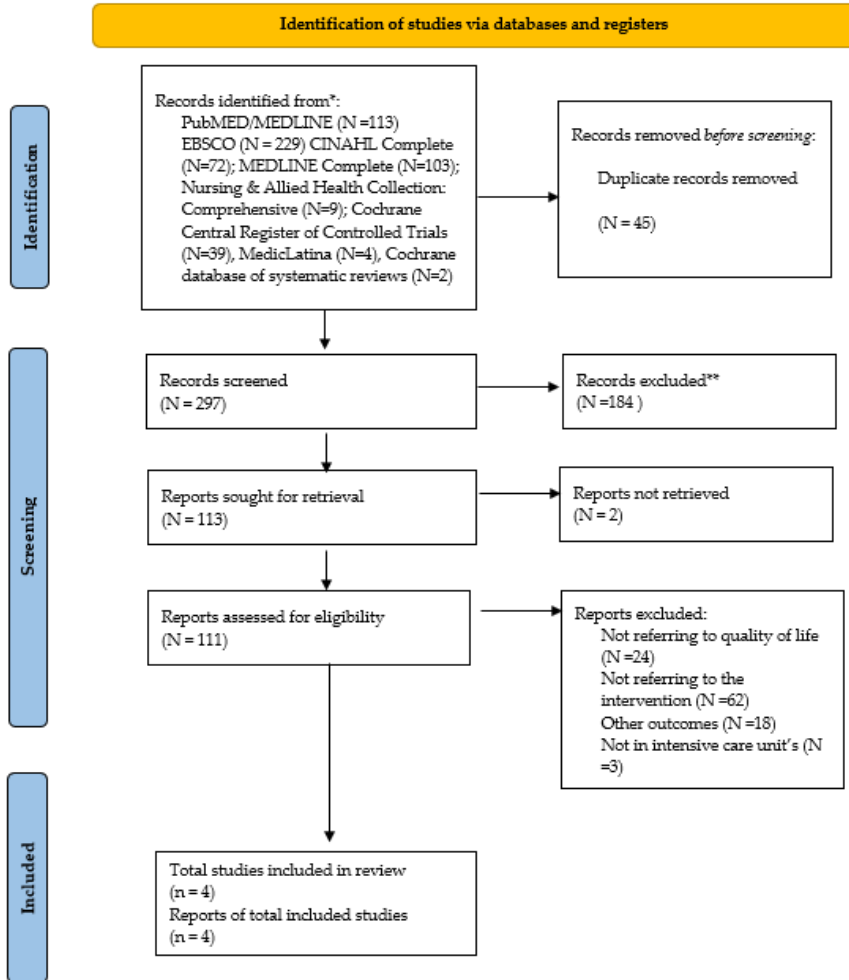 Identification of studies via databases and registers
Identification
Records identified from*:
PubMED/MEDLINE (N =113)
EBSCO (N = 229) CINAHL Complete
(N=72); MEDLINE Complete (N=103);
Nursing & Allied Health Collection:
Comprehensive (N=9); Cochrane
Central Register of Controlled Trials
(N=39), MedicLatina (N=4), Cochrane
database of systematic reviews (N=2)
Records removed before screening:
Duplicate records removed
(N = 45)
Screening
Records screened
(N = 297)
Records excluded**
(N =184 )
Reports sought for retrieval
(N = 113)
Reports not retrieved
(N = 2)
Reports assessed for eligibility
(N = 111)
Reports excluded:
Not referring to quality of life
(N =24)
Not referring to the
intervention (N =62)
Other outcomes (N =18)
Not in intensive care unit’s (N
=3)
Included
Total studies included in review
(n = 4)
Reports of total included studies
(n = 4)